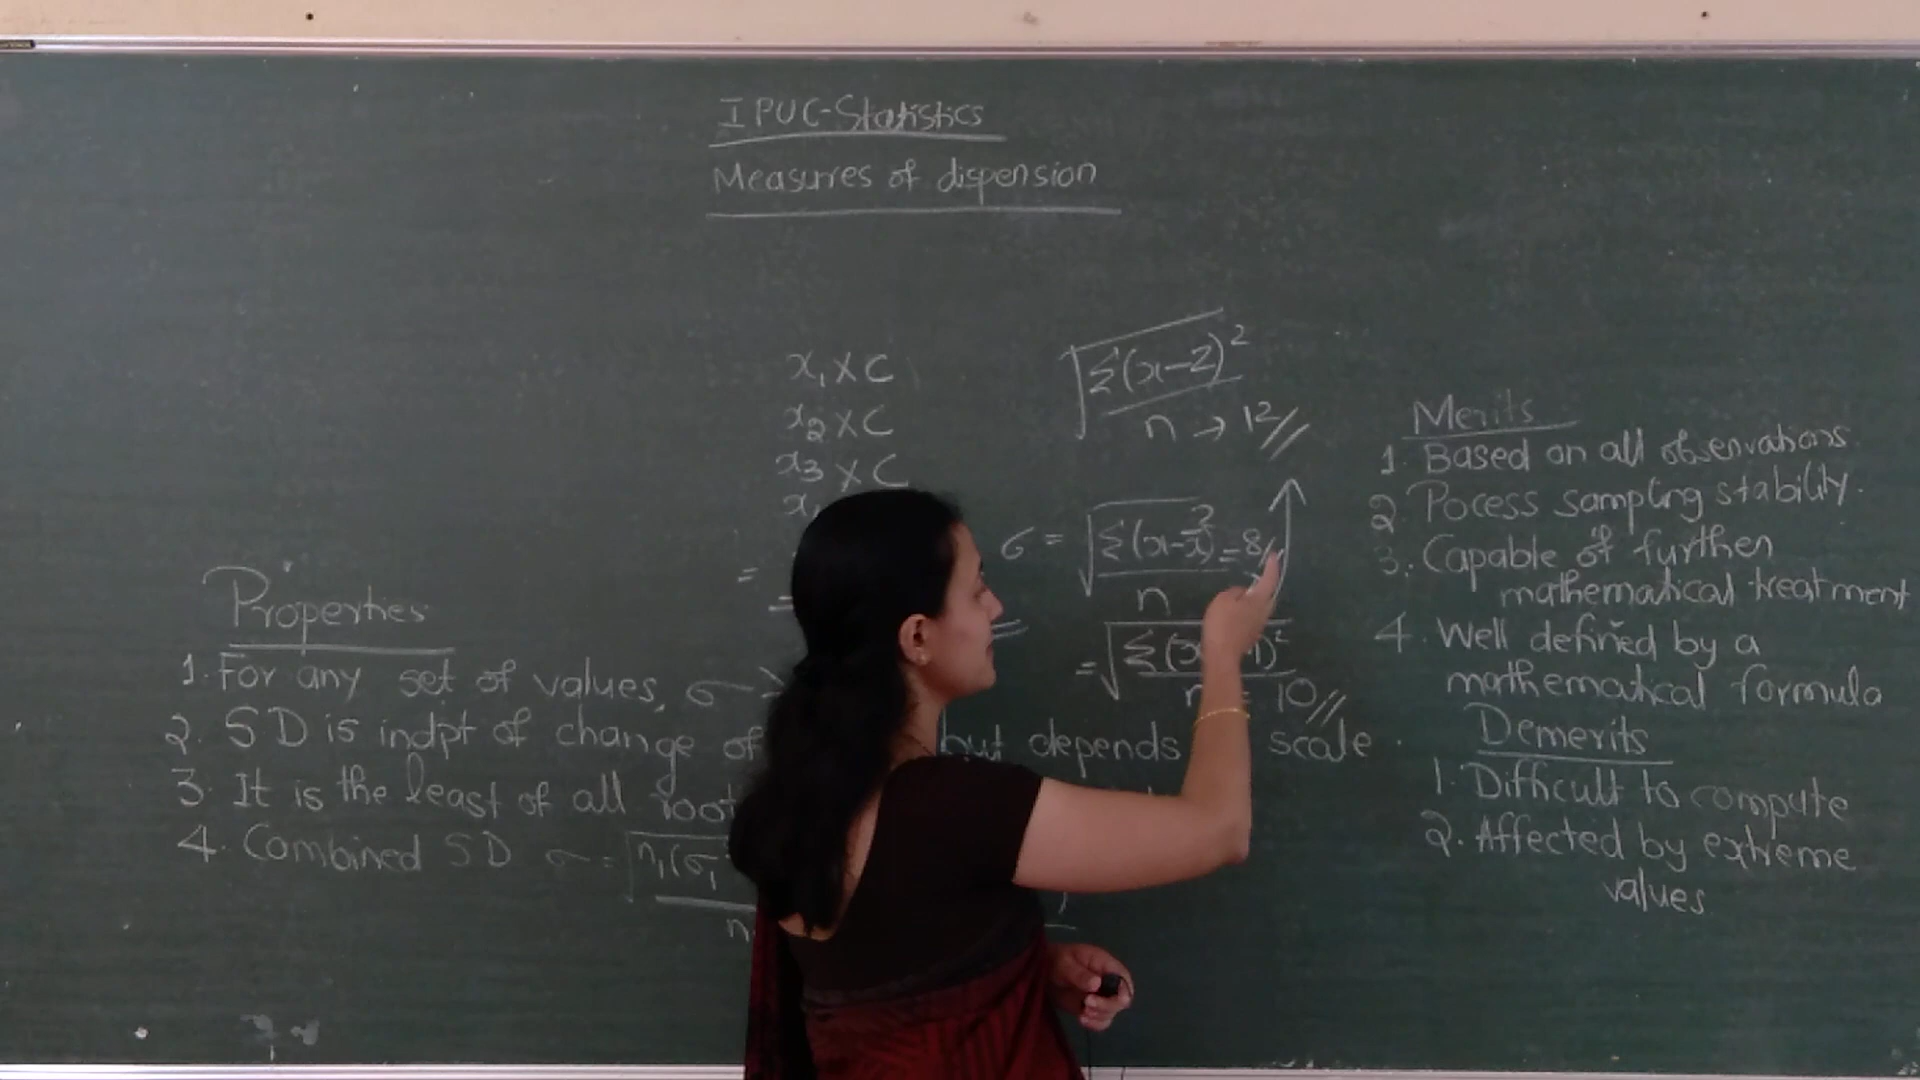 I PUC-Statistics
Measures of dispension
x₁ X C
x₂ X C
x₃ X C
√Σ(x-2)²
n → 12//
σ = √Σ(x-x̄)² = 8//
n
= √Σ(x 1)²
n = 10//
Properties
1. For any set of values, σ
2. SD is indpt of change of but depends scale.
3. It is the least of all root
4. Combined SD σ = √n₁(σ₁
n
Merits
1. Based on all observations
2. Pocess sampling stability.
3. Capable of further
mathematical treatment
4. Well defined by a
mathematical formula
Demerits
1. Difficult to compute
2. Affected by extreme
values